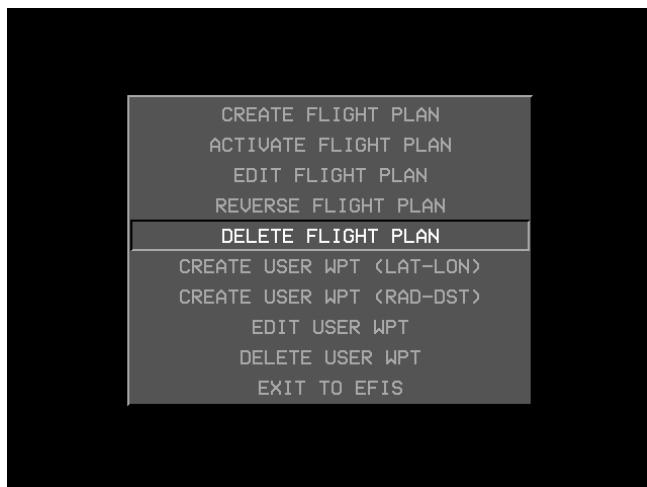 CREATE FLIGHT PLAN
ACTIVATE FLIGHT PLAN
EDIT FLIGHT PLAN
REVERSE FLIGHT PLAN
DELETE FLIGHT PLAN
CREATE USER WPT (LAT-LON)
CREATE USER WPT (RAD-DST)
EDIT USER WPT
DELETE USER WPT
EXIT TO EFIS